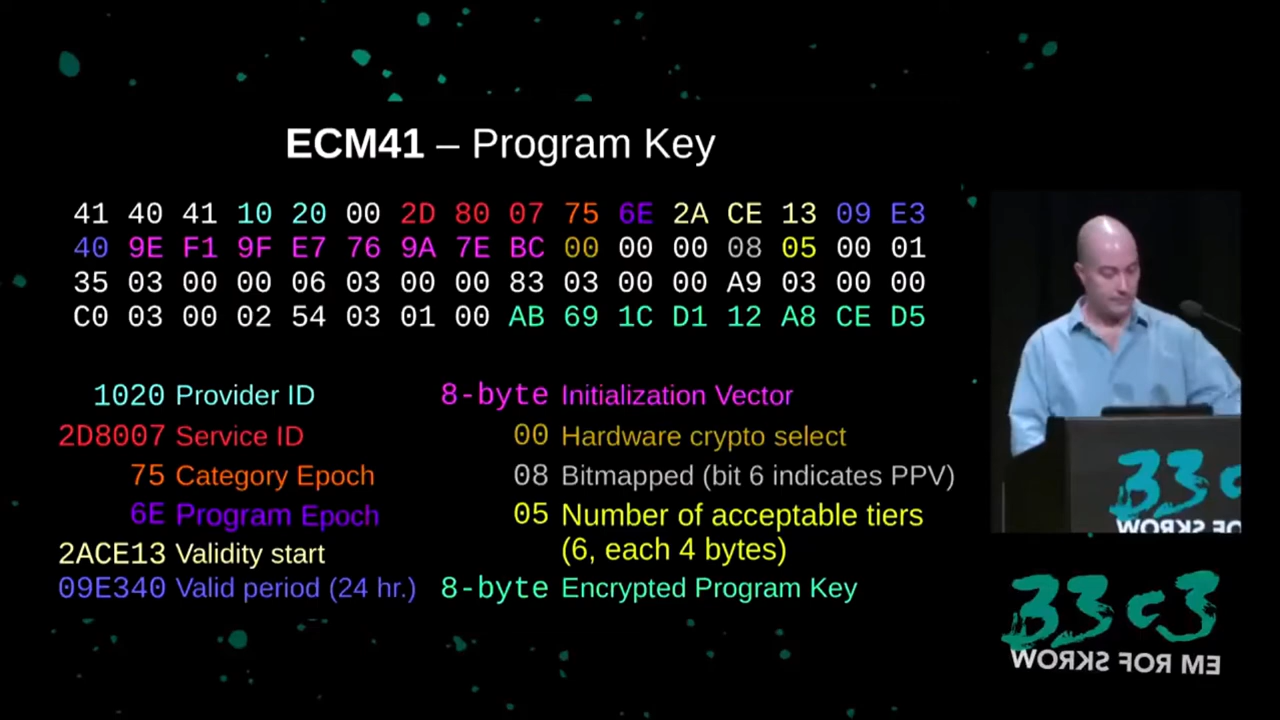 ECM41 – Program Key
41 40 41 10 20 00 2D 80 07 75 6E 2A CE 13 09 E3
40 9E F1 9F E7 76 9A 7E BC 00 00 00 08 05 00 01
35 03 00 00 06 03 00 00 83 03 00 00 A9 03 00 00
C0 03 00 02 54 03 01 00 AB 69 1C D1 12 A8 CE D5
1020 Provider ID
2D8007 Service ID
75 Category Epoch
6E Program Epoch
2ACE13 Validity start
09E340 Valid period (24 hr.)
8-byte Initialization Vector
00 Hardware crypto select
08 Bitmapped (bit 6 indicates PPV)
05 Number of acceptable tiers
(6, each 4 bytes)
8-byte Encrypted Program Key
33c
WORKS FOR
33c3
WORKS FOR ME